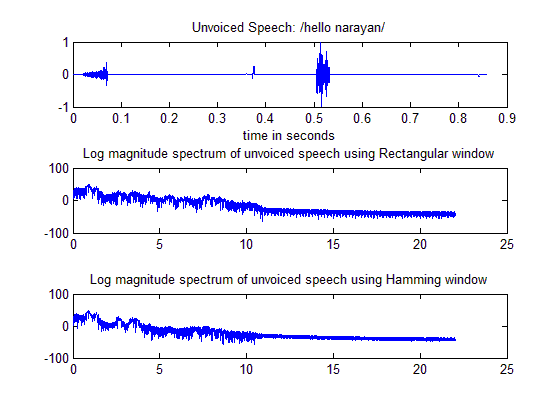 Unvoiced Speech: /hello narayan/
1
0
-1
0 0.1 0.2 0.3 0.4 0.5 0.6 0.7 0.8 0.9
time in seconds
Log magnitude spectrum of unvoiced speech using Rectangular window
100
0
-100
0 5 10 15 20 25
Log magnitude spectrum of unvoiced speech using Hamming window
100
0
-100
0 5 10 15 20 25